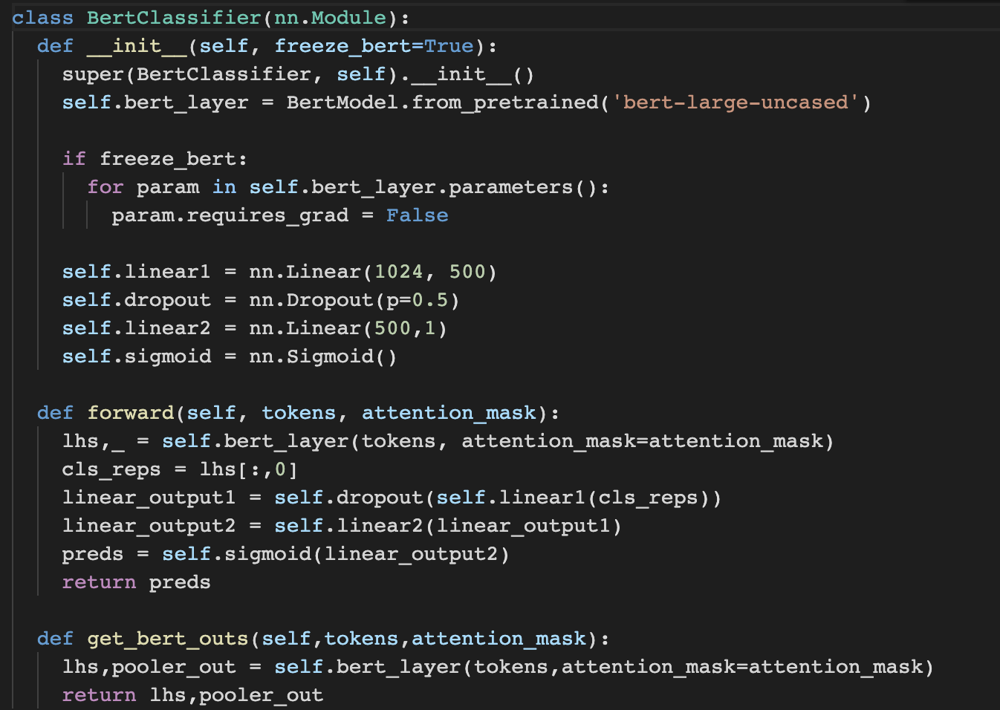 class BertClassifier(nn.Module):
  def __init__(self, freeze_bert=True):
    super(BertClassifier, self).__init__()
    self.bert_layer = BertModel.from_pretrained('bert-large-uncased')

    if freeze_bert:
      for param in self.bert_layer.parameters():
        param.requires_grad = False

    self.linear1 = nn.Linear(1024, 500)
    self.dropout = nn.Dropout(p=0.5)
    self.linear2 = nn.Linear(500,1)
    self.sigmoid = nn.Sigmoid()

  def forward(self, tokens, attention_mask):
    lhs,_ = self.bert_layer(tokens, attention_mask=attention_mask)
    cls_reps = lhs[:,0]
    linear_output1 = self.dropout(self.linear1(cls_reps))
    linear_output2 = self.linear2(linear_output1)
    preds = self.sigmoid(linear_output2)
    return preds

  def get_bert_outs(self,tokens,attention_mask):
    lhs,pooler_out = self.bert_layer(tokens,attention_mask=attention_mask)
    return lhs,pooler_out